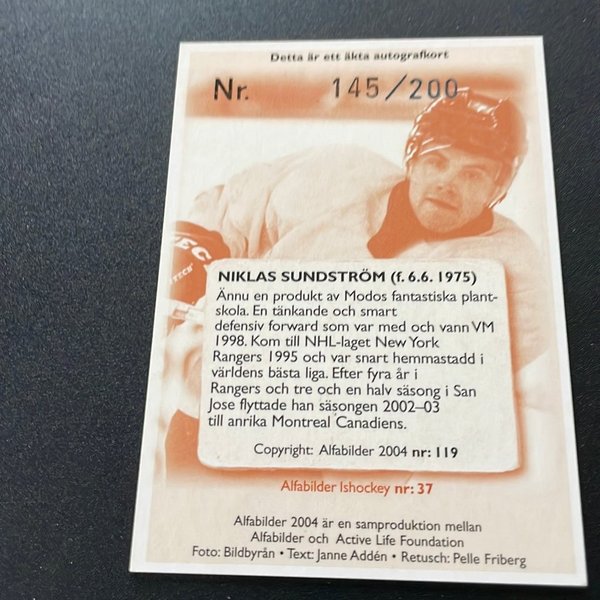 Detta är ett äkta autografkort
Nr. 145/200
TECH
NIKLAS SUNDSTRÖM (f. 6.6. 1975)
Ännu en produkt av Modos fantastiska plant-
skola. En tänkande och smart
defensiv forward som var med och vann VM
1998. Kom till NHL-laget New York
Rangers 1995 och var snart hemmastadd i
världens bästa liga. Efter fyra år i
Rangers och tre och en halv säsong i San
Jose flyttade han säsongen 2002–03
till anrika Montreal Canadiens.
Copyright: Alfabilder 2004 nr: 119
Alfabilder Ishockey nr: 37
Alfabilder 2004 är en samproduktion mellan
Alfabilder och Active Life Foundation
Foto: Bildbyrån • Text: Janne Addén • Retusch: Pelle Friberg